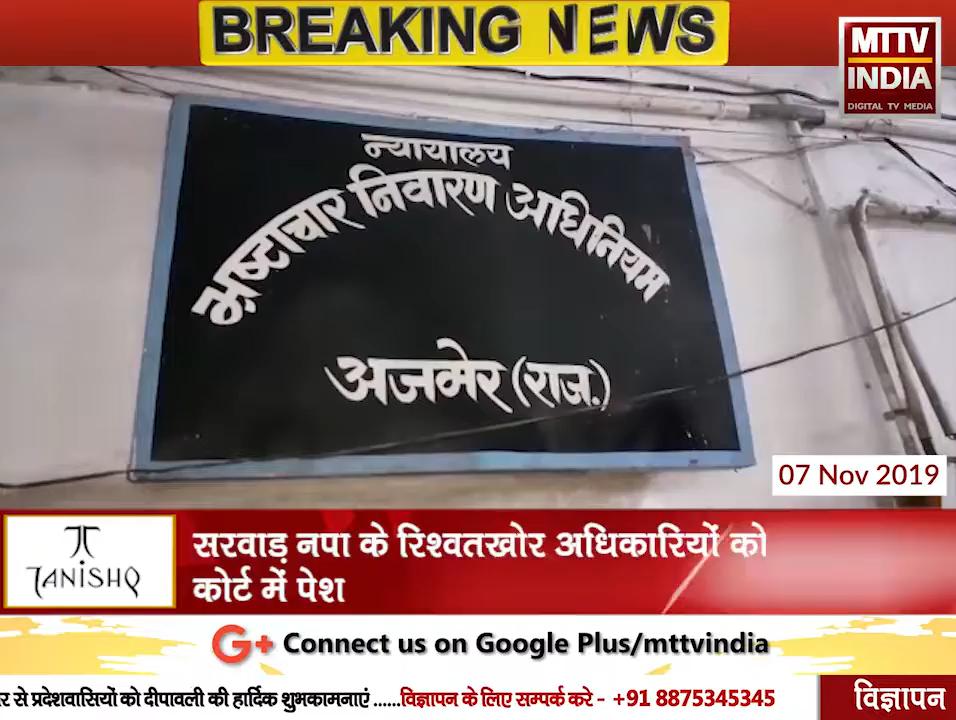 BREAKING NEWS
MTTV
INDIA
DIGITAL TV MEDIA
न्यायालय
भ्रष्टाचार निवारण अधिनियम
अजमेर (राज.)
07 Nov 2019
TANISHQ
सरवाड़ नपा के रिश्वतखोर अधिकारियों को
कोर्ट में पेश
G+ Connect us on Google Plus/mttvindia
र से प्रदेशवासियों को दीपावली की हार्दिक शुभकामनाएं ......विज्ञापन के लिए सम्पर्क करे - +91 8875345345
विज्ञापन